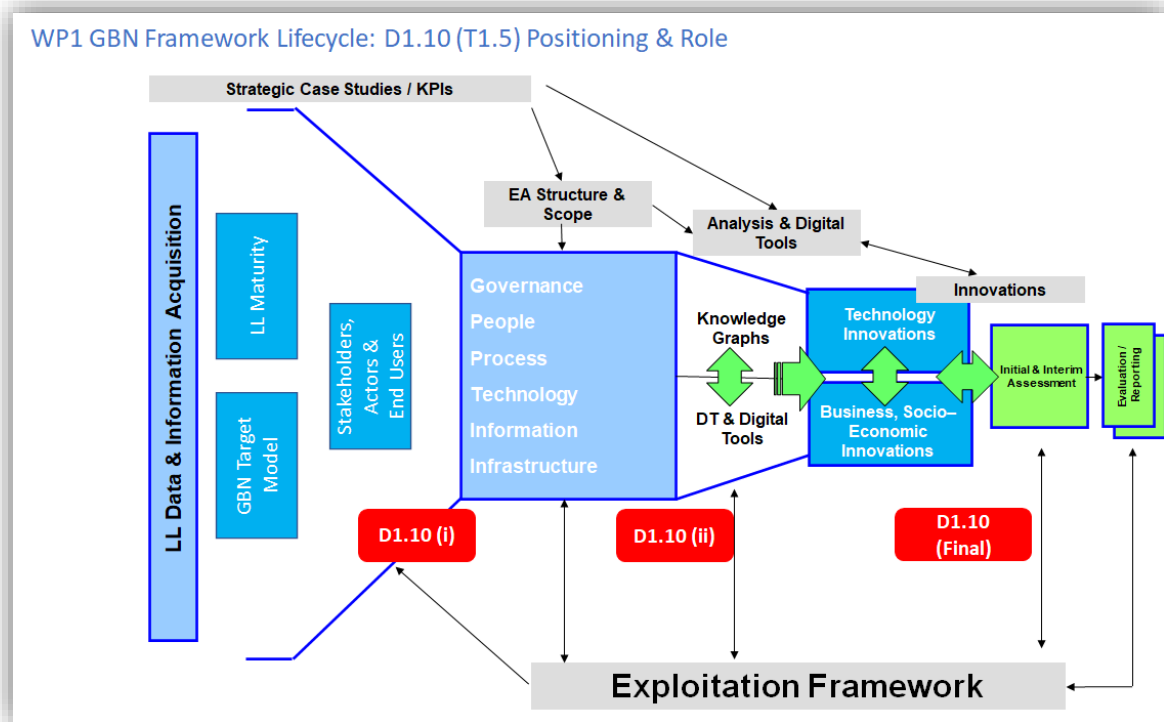 WP1 GBN Framework Lifecycle: D1.10 (T1.5) Positioning & Role
Strategic Case Studies / KPIs
EA Structure &
Scope
Analysis & Digital
Tools
Innovations
LL Data & Information Acquisition
LL Maturity
GBN Target
Model
Stakeholders,
Actors &
End Users
Governance
People
Process
Technology
Information
Infrastructure
Knowledge
Graphs
DT & Digital
Tools
Technology
Innovations
Business, Socio–
Economic
Innovations
Initial & Interim
Assessment
Evaluation /
Reporting
D1.10 (i)
D1.10 (ii)
D1.10
(Final)
Exploitation Framework